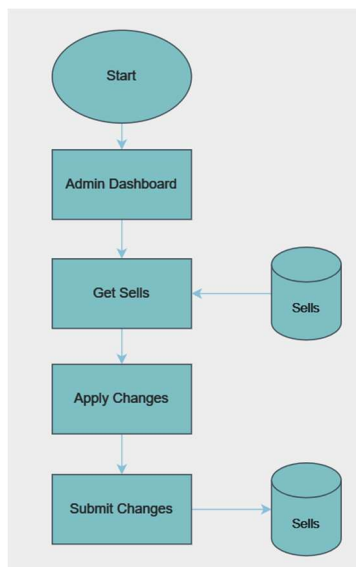 Start
Admin Dashboard
Get Sells
Sells
Apply Changes
Submit Changes
Sells